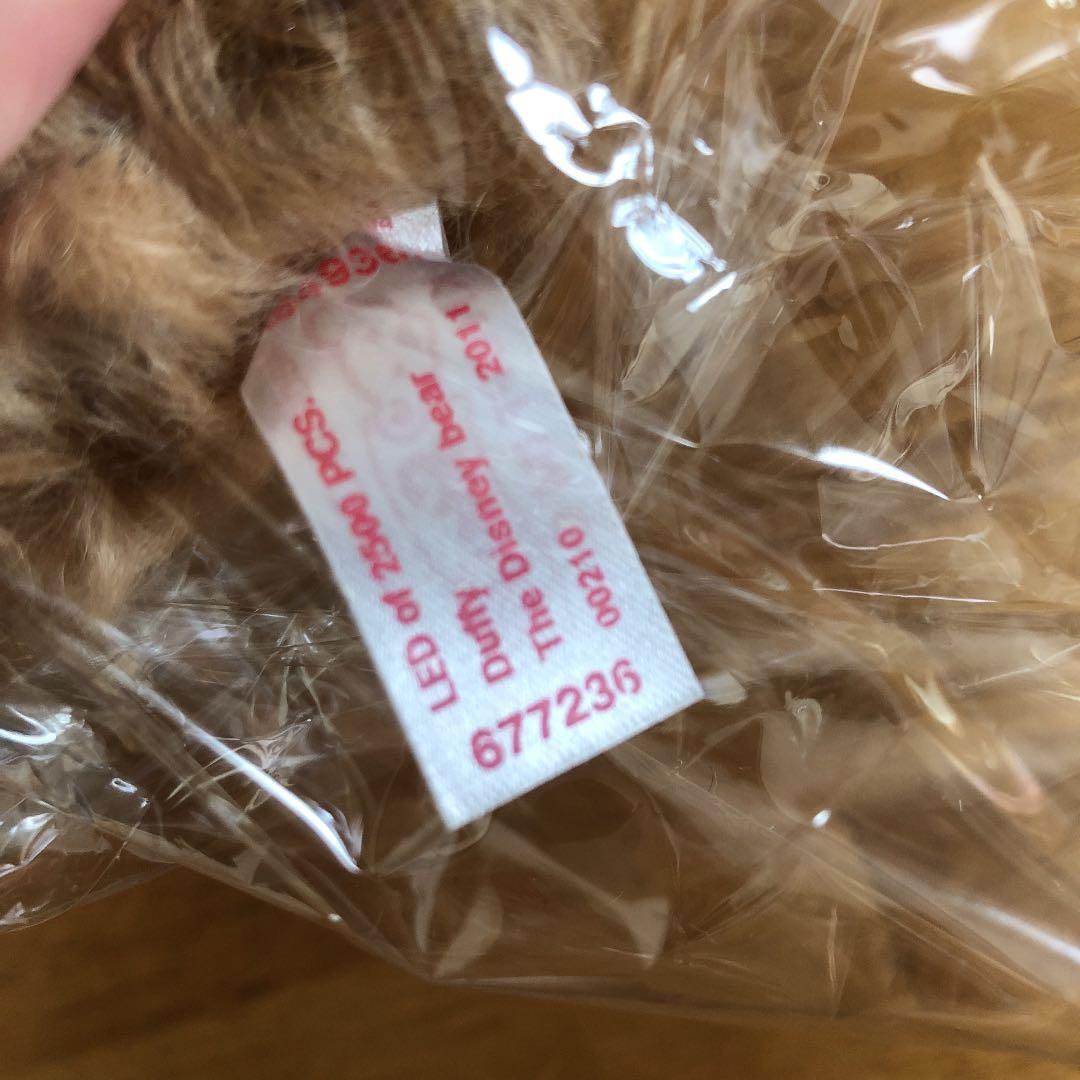 LED of 2500 PCS.
Duffy
The Disney bear 2011
00210
677236